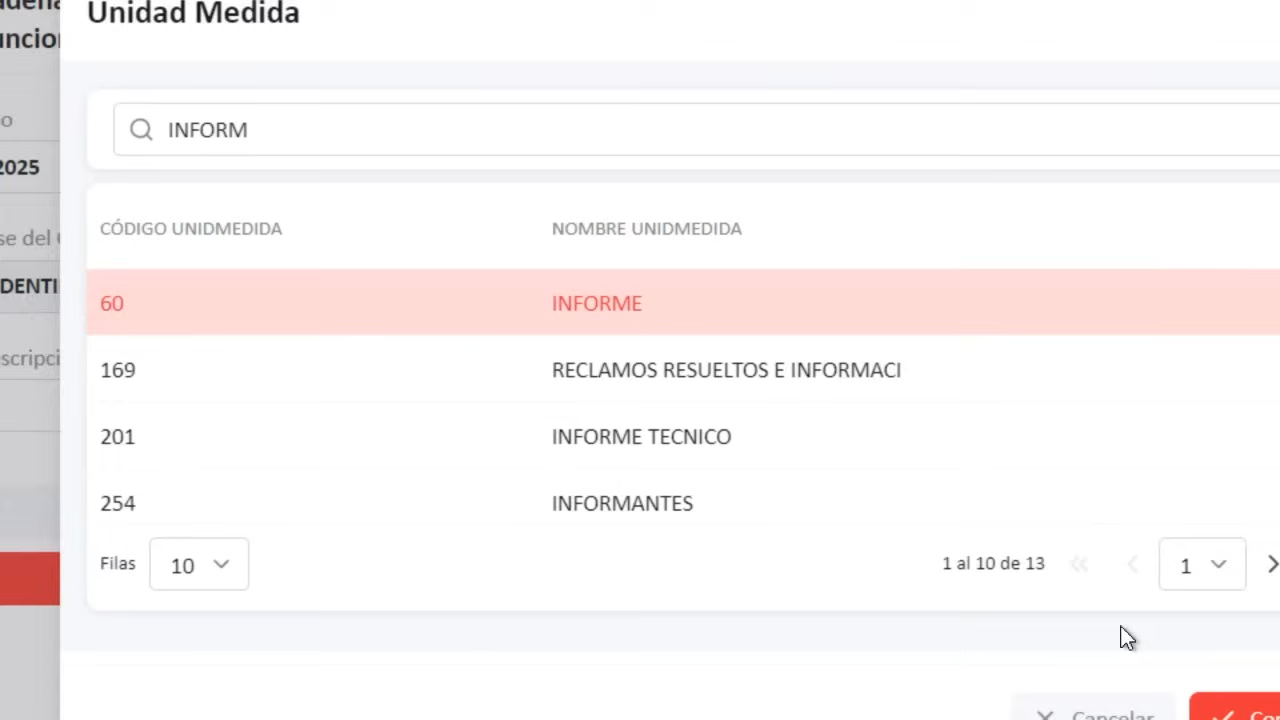 Unidad Medida
2025
INFORM
CÓDIGO UNIDMEDIDA NOMBRE UNIDMEDIDA
60 INFORME
169 RECLAMOS RESUELTOS E INFORMACI
201 INFORME TECNICO
254 INFORMANTES
Filas 10 1 al 10 de 13 1
Cancelar